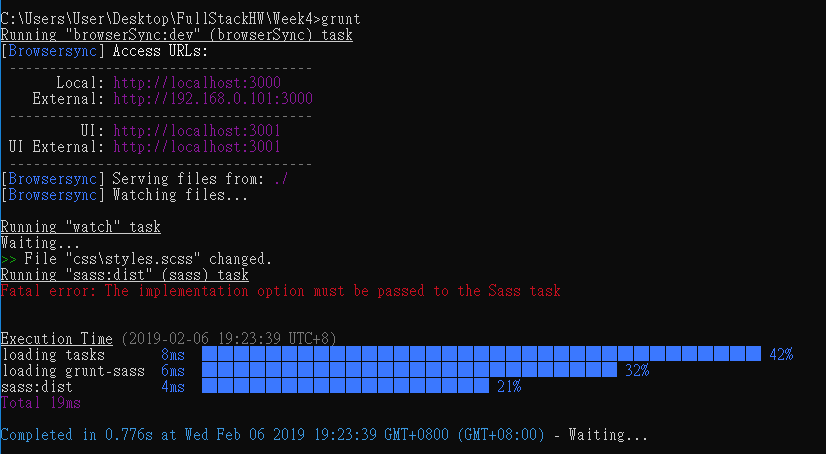 C:\Users\User\Desktop\FullStackHW\Week4>grunt
Running "browserSync:dev" (browserSync) task
[Browsersync] Access URLs:
--------------------------------------
Local: http://localhost:3000
External: http://192.168.0.101:3000
--------------------------------------
UI: http://localhost:3001
UI External: http://localhost:3001
--------------------------------------
[Browsersync] Serving files from: ./
[Browsersync] Watching files...
Running "watch" task
Waiting...
>> File "css\styles.scss" changed.
Running "sass:dist" (sass) task
Fatal error: The implementation option must be passed to the Sass task
Execution Time (2019-02-06 19:23:39 UTC+8)
loading tasks 8ms 42%
loading grunt-sass 6ms 32%
sass:dist 4ms 21%
Total 19ms
Completed in 0.776s at Wed Feb 06 2019 19:23:39 GMT+0800 (GMT+08:00) - Waiting...